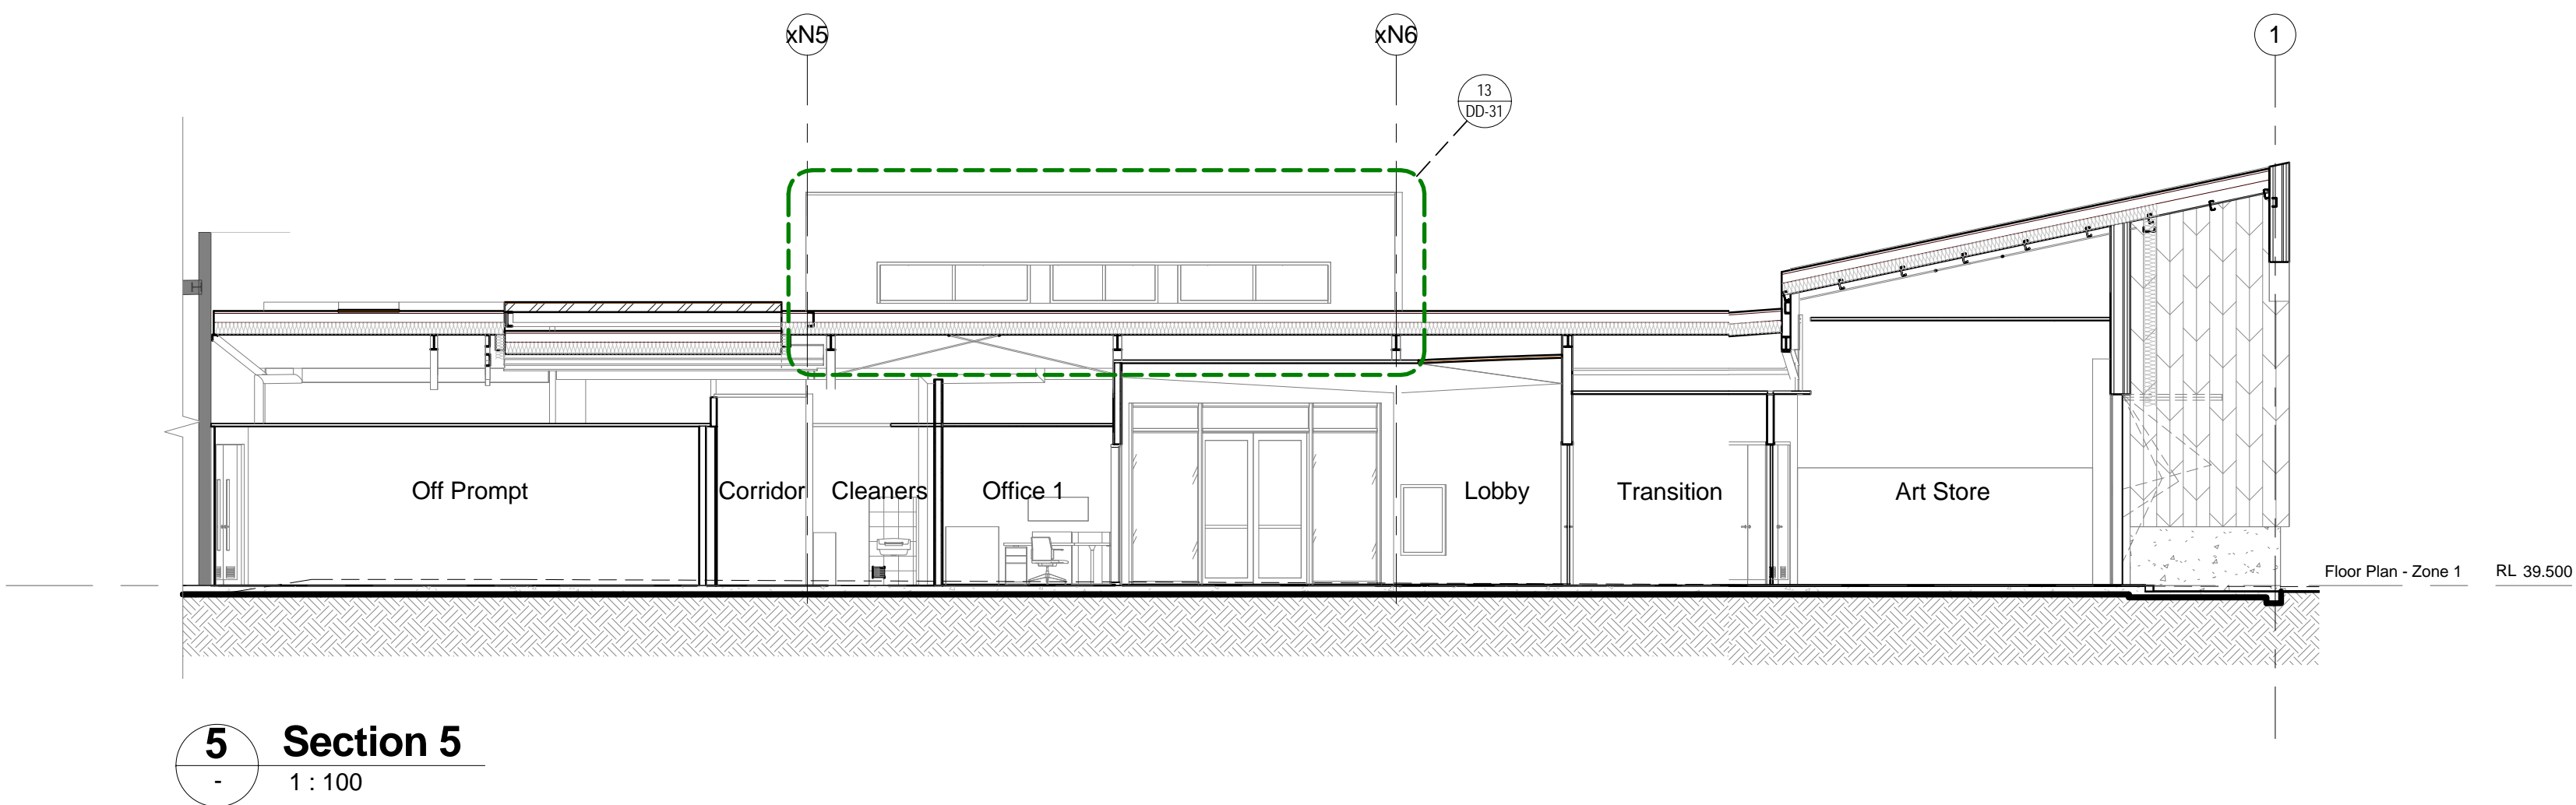 xN5
xN6
1
13
DD-31
Off Prompt
Corridor
Cleaners
Office 1
Lobby
Transition
Art Store
Floor Plan - Zone 1
RL 39.500
5
-
Section 5
1 : 100